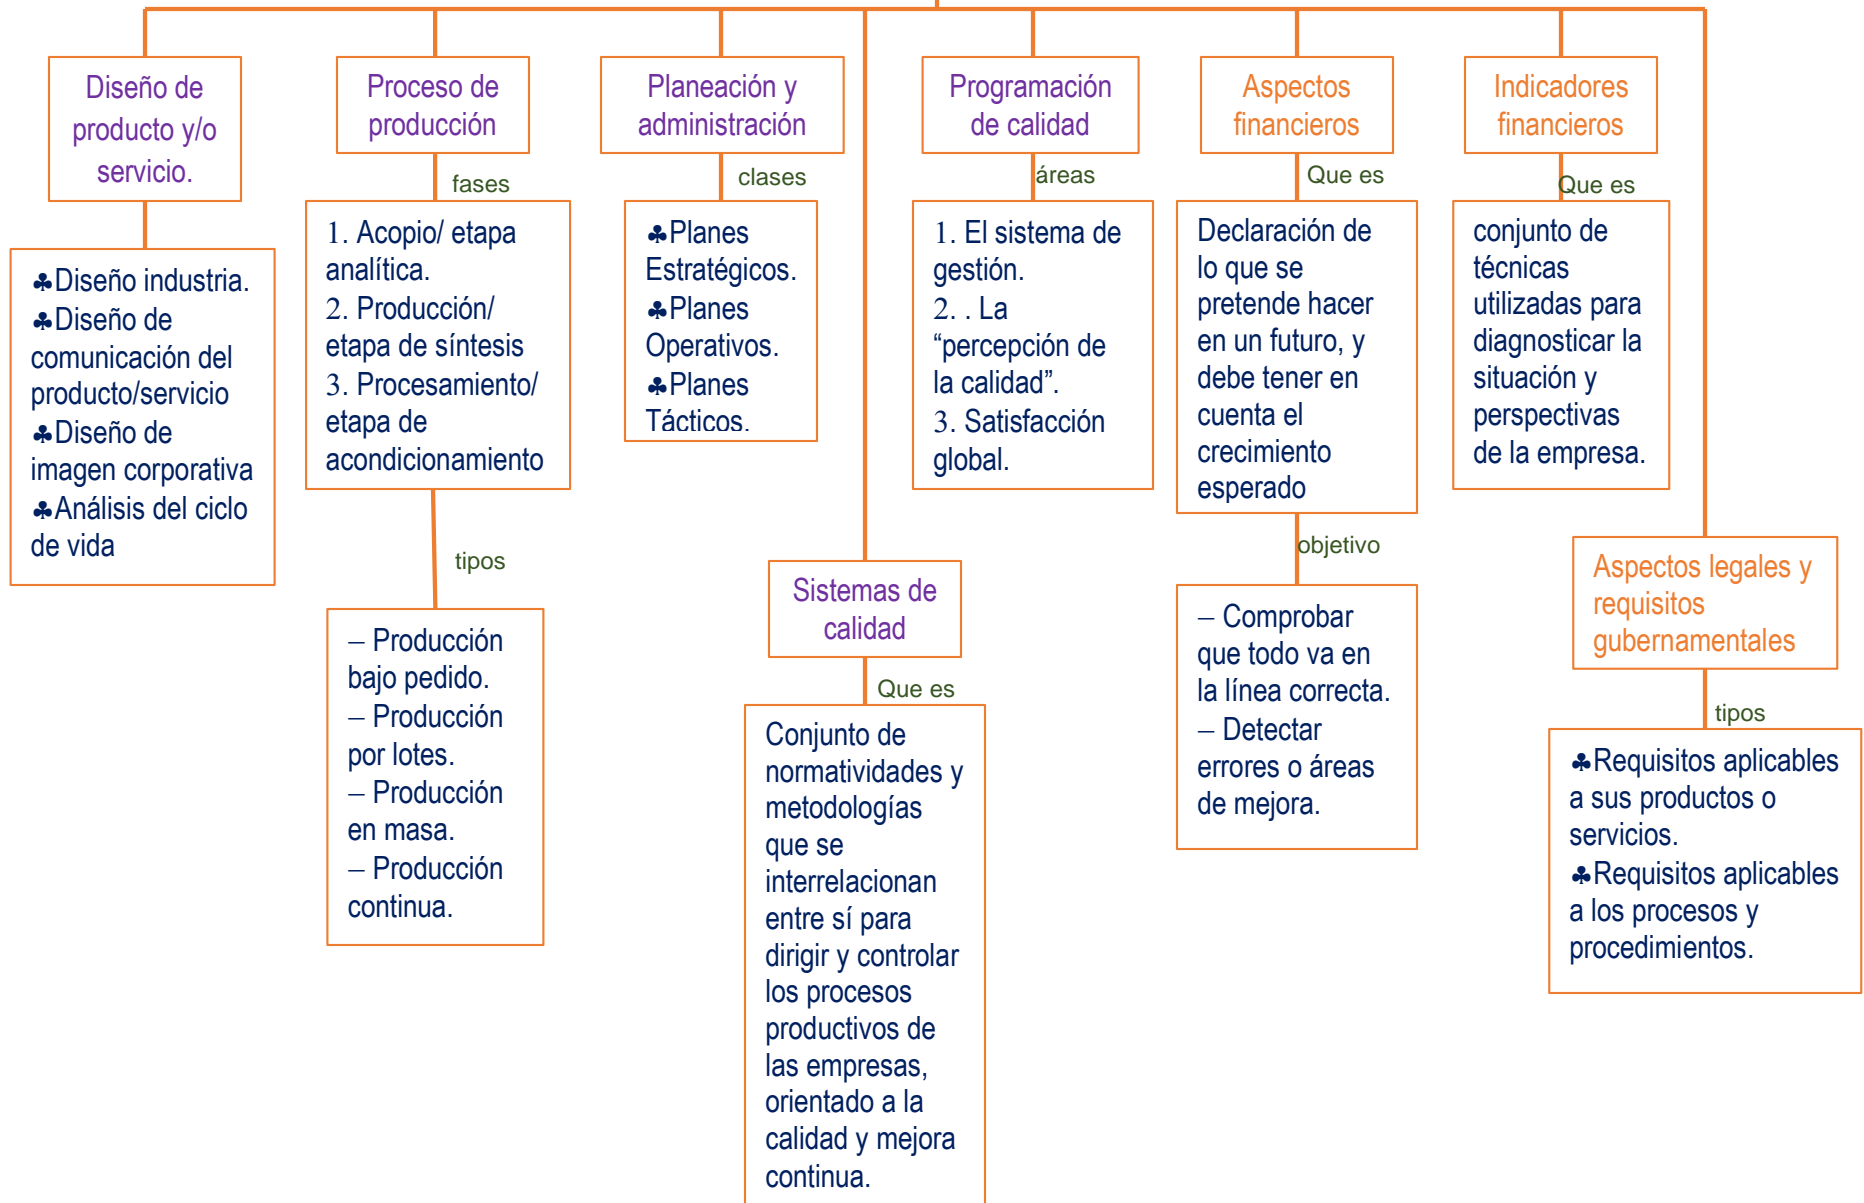 Diseño de
producto y/o
servicio.
♣Diseño industria.
♣Diseño de
comunicación del
producto/servicio
♣Diseño de
imagen corporativa
♣Análisis del ciclo
de vida
Proceso de
producción
fases
1. Acopio/ etapa
analítica.
2. Producción/
etapa de síntesis
3. Procesamiento/
etapa de
acondicionamiento
tipos
– Producción
bajo pedido.
– Producción
por lotes.
– Producción
en masa.
– Producción
continua.
Planeación y
administración
clases
♣Planes
Estratégicos.
♣Planes
Operativos.
♣Planes
Tácticos.
Sistemas de
calidad
Que es
Conjunto de
normatividades y
metodologías
que se
interrelacionan
entre sí para
dirigir y controlar
los procesos
productivos de
las empresas,
orientado a la
calidad y mejora
continua.
Programación
de calidad
áreas
1. El sistema de
gestión.
2. . La
“percepción de
la calidad”.
3. Satisfacción
global.
Aspectos
financieros
Que es
Declaración de
lo que se
pretende hacer
en un futuro, y
debe tener en
cuenta el
crecimiento
esperado
objetivo
– Comprobar
que todo va en
la línea correcta.
– Detectar
errores o áreas
de mejora.
Indicadores
financieros
Que es
conjunto de
técnicas
utilizadas para
diagnosticar la
situación y
perspectivas
de la empresa.
Aspectos legales y
requisitos
gubernamentales
tipos
♣Requisitos aplicables
a sus productos o
servicios.
♣Requisitos aplicables
a los procesos y
procedimientos.